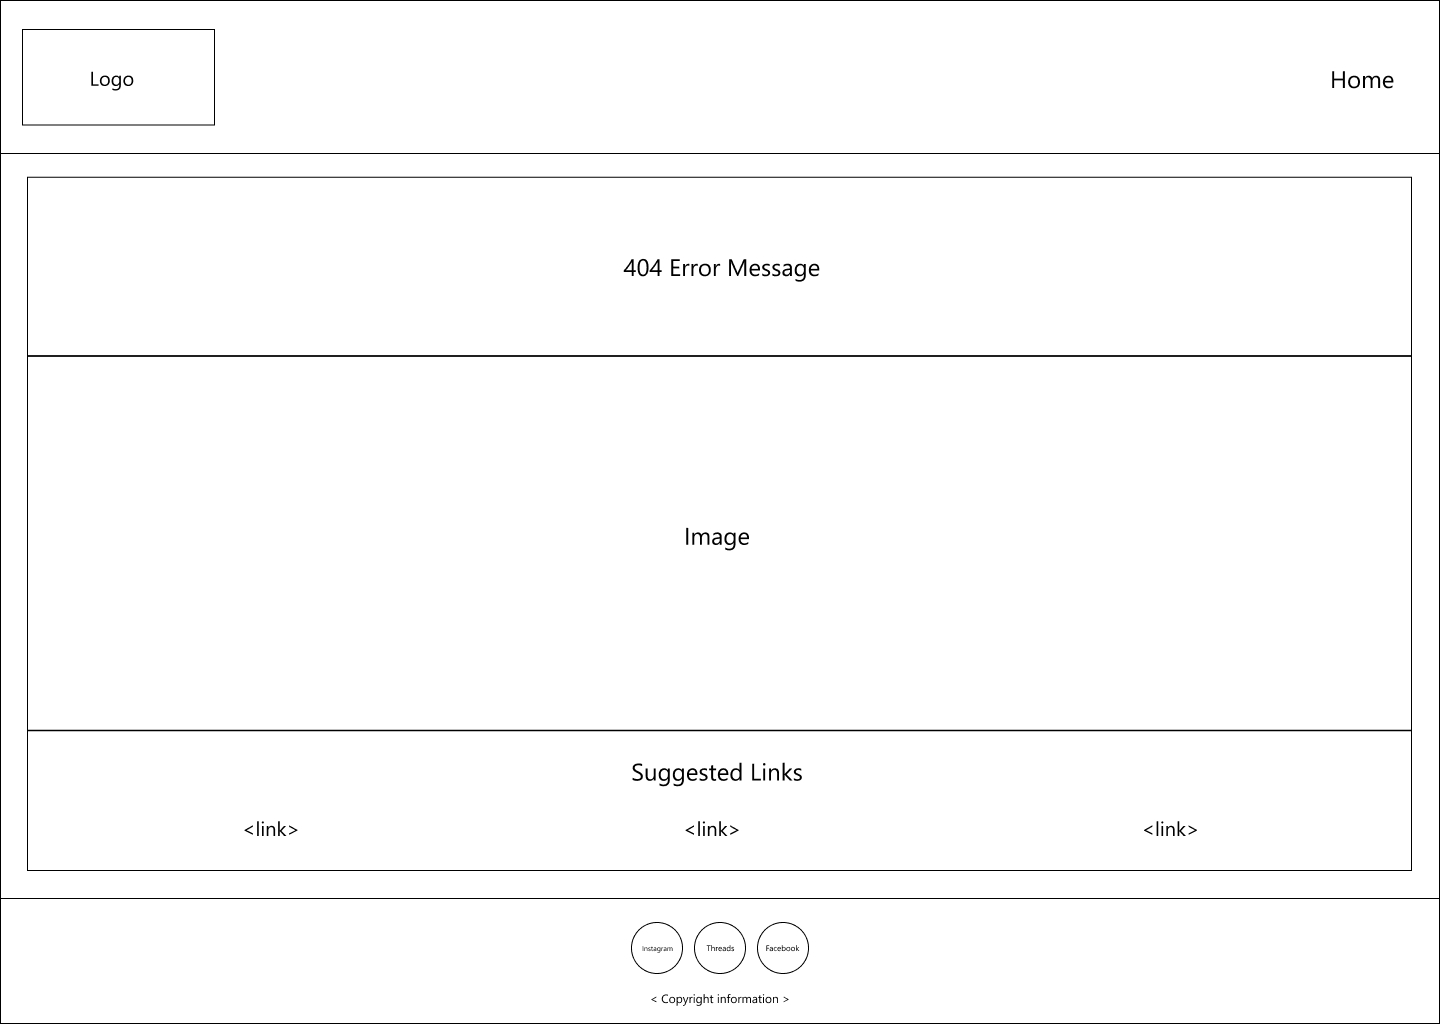 Logo
Home
404 Error Message
Image
Suggested Links
<link> <link> <link>
Instagram Threads Facebook
< Copyright information >